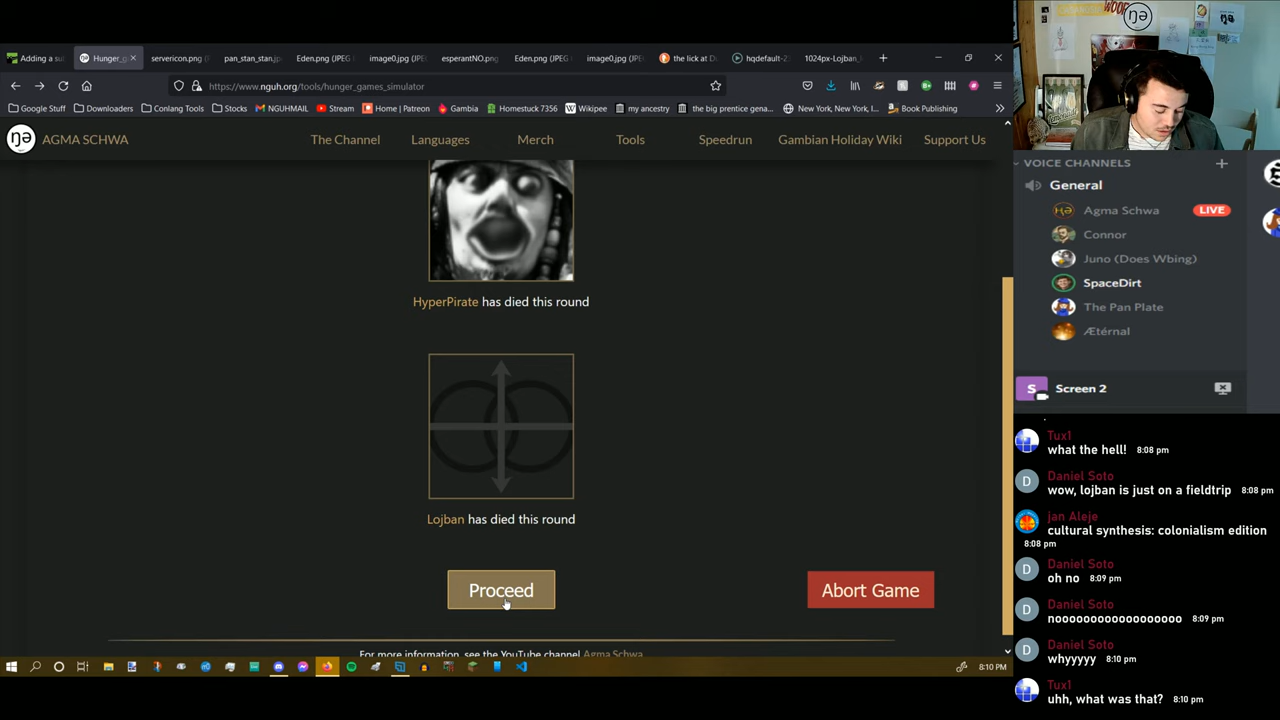 Adding a su
Hunger_g
servericon.png (
pan_stan_stan.jp
Eden.png (JPEG I
image0.jpg (JPEG
esperantNO.png
Eden.png (JPEG I
image0.jpg (JPEG
the lick at D
hqdefault-2
1024px-Lojban_
https://www.nguh.org/tools/hunger_games_simulator
Google Stuff
Downloaders
Conlang Tools
Stocks
NGUHMAIL
Stream
Home | Patreon
Gambia
Homestuck 7356
Wikipee
my ancestry
the big prentice gena...
New York, New York, I...
Book Publishing
ŋə
AGMA SCHWA
The Channel
Languages
Merch
Tools
Speedrun
Gambian Holiday Wiki
Support Us
HyperPirate has died this round
Lojban has died this round
Proceed
Abort Game
For more information, see the YouTube channel Agma Schwa
8:10 PM
ŋə
VOICE CHANNELS
General
Agma Schwa
LIVE
Connor
Juno (Does Wbing)
SpaceDirt
The Pan Plate
Ætérnal
S
Screen 2
Tux1
what the hell! 8:08 pm
D
Daniel Soto
wow, lojban is just on a fieldtrip 8:08 pm
jan Aleje
cultural synthesis: colonialism edition
8:08 pm
D
Daniel Soto
oh no 8:09 pm
D
Daniel Soto
noooooooooooooooooo 8:09 pm
D
Daniel Soto
whyyyyy 8:10 pm
Tux1
uhh, what was that? 8:10 pm